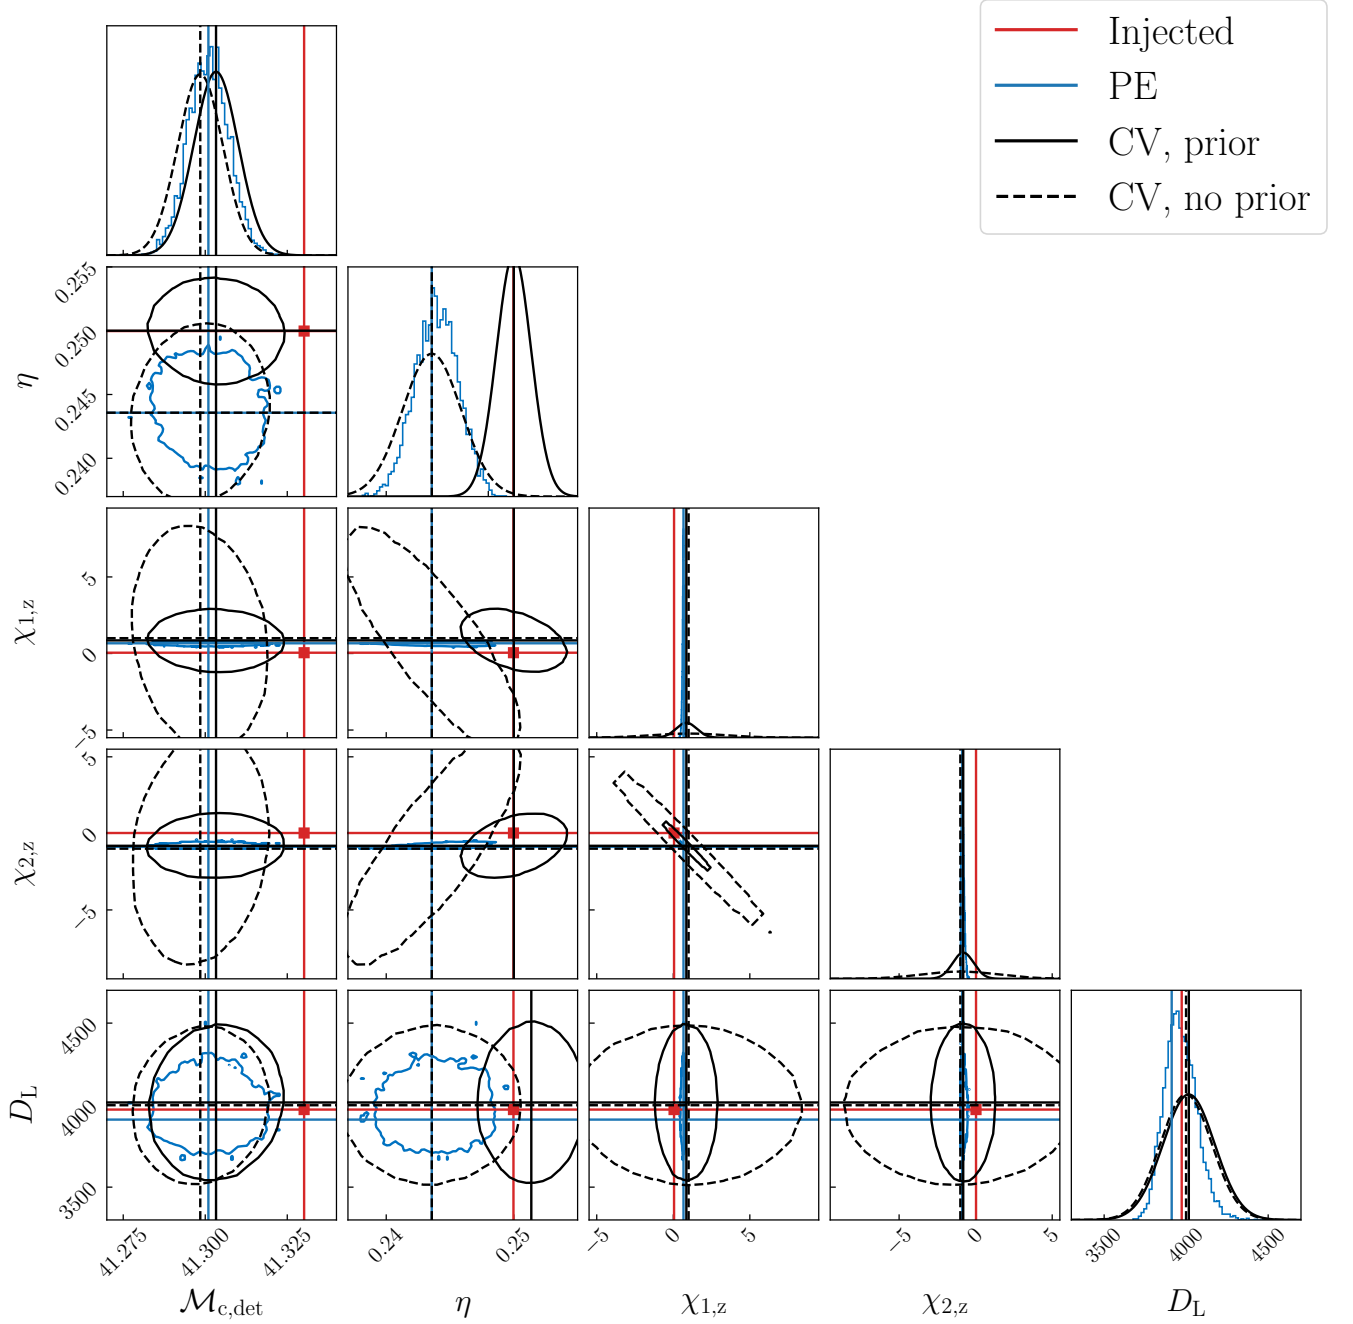 Injected
PE
CV, prior
CV, no prior
0.255
0.250
0.245
0.240
η
5
0
−5
χ1,z
5
0
−5
χ2,z
4500
4000
3500
D_L
41.275 41.300 41.325 0.24 0.25 −5 0 5 −5 0 5 3500 4000 4500
ℳc,det η χ1,z χ2,z D_L